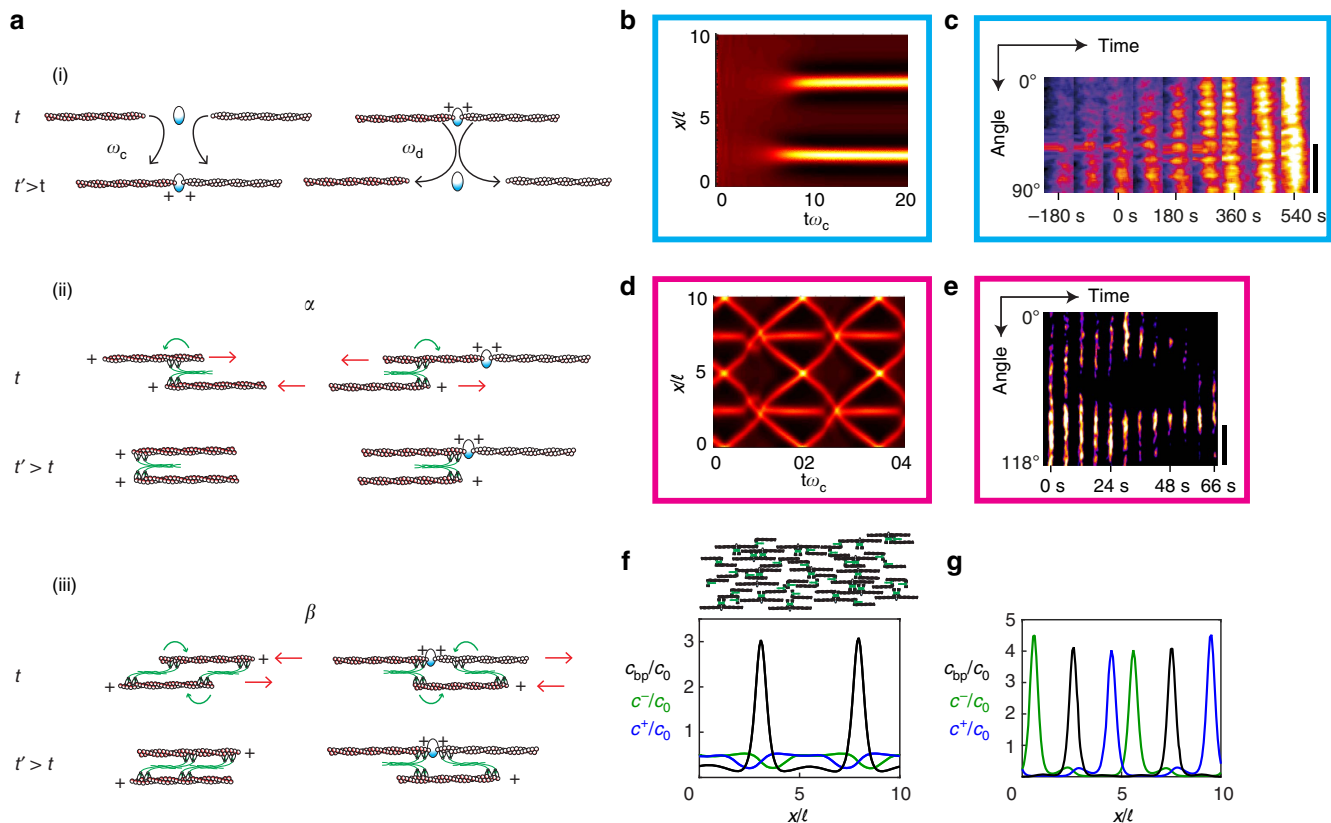 a
(i)
t
ω_c
ω_d
+ +
t'>t
+ +
(ii)
α
+
+ +
t
+
+
+
+ +
t' > t
+
+
(iii)
β
+
+ +
t
+
+
+
+ +
t' > t
+
+
b
10
x/ℓ
5
0
0
10
20
tω_c
c
Time
0°
Angle
90°
−180 s
0 s
180 s
360 s
540 s
d
10
x/ℓ
5
0
0
02
04
tω_c
e
Time
0°
Angle
118°
0 s
24 s
48 s
66 s
f
3
c_bp/c_0
2
c⁻/c_0
c⁺/c_0
1
0
5
10
x/ℓ
g
5
4
c_bp/c_0
3
c⁻/c_0
2
c⁺/c_0
1
0
5
10
x/ℓ